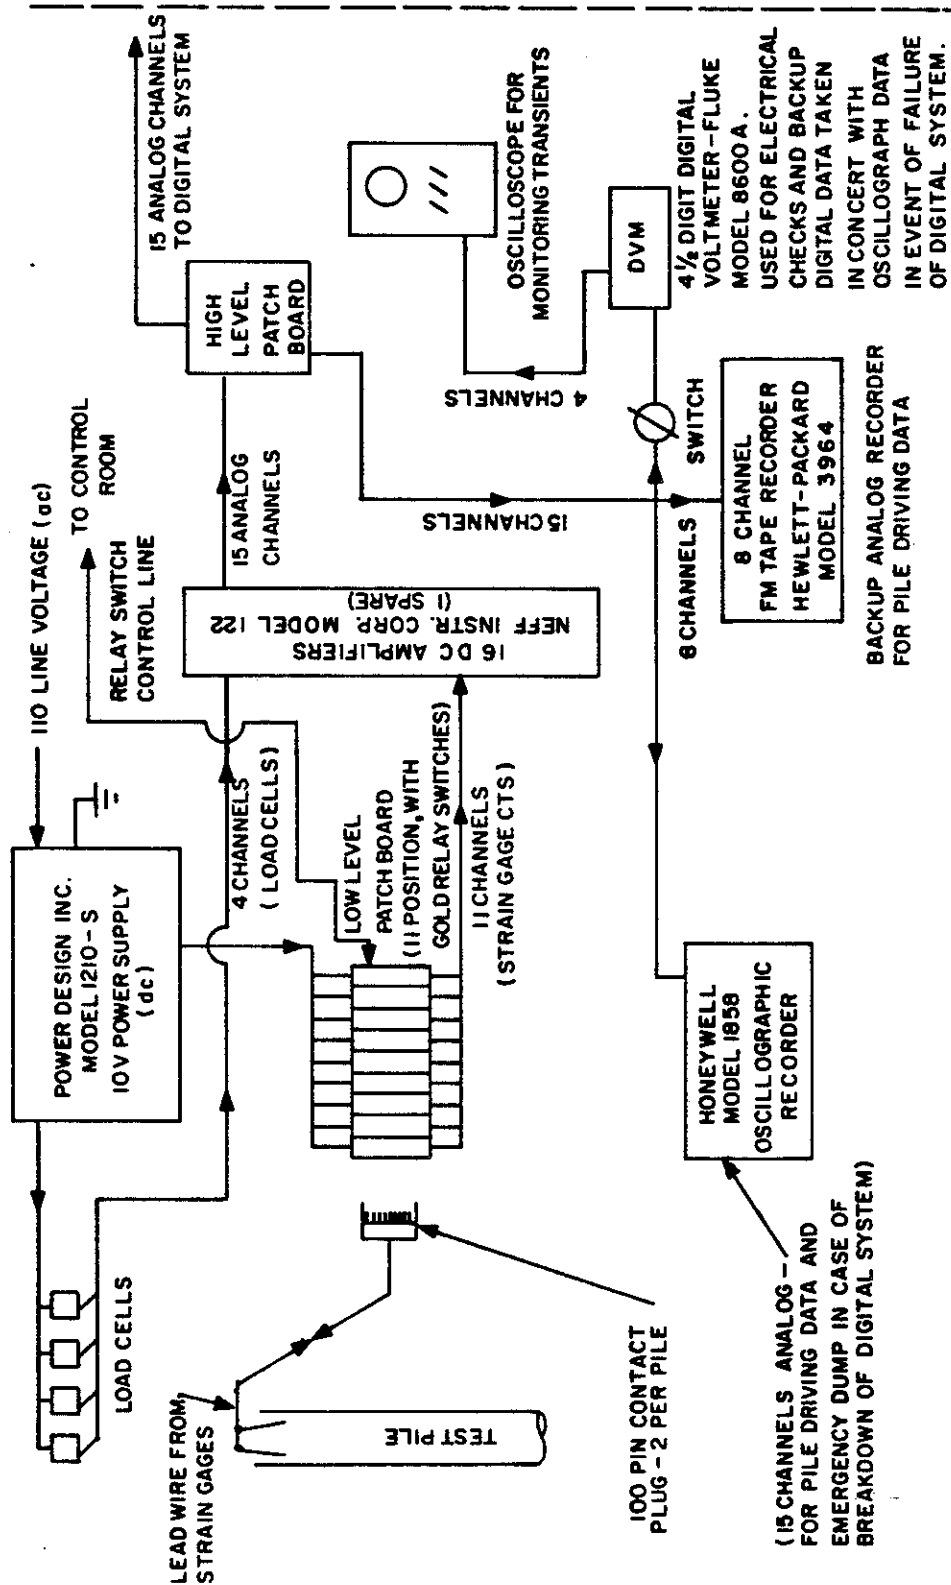 110 LINE VOLTAGE (ac)
POWER DESIGN INC.
MODEL 1210-S
10V POWER SUPPLY
(dc)
TO CONTROL
ROOM
RELAY SWITCH
CONTROL LINE
15 ANALOG CHANNELS
TO DIGITAL SYSTEM
LOAD CELLS
4 CHANNELS
(LOAD CELLS)
16 DC AMPLIFIERS
NEFF INSTR. CORP. MODEL 122
(1 SPARE)
15 ANALOG
CHANNELS
HIGH
LEVEL
PATCH
BOARD
LEAD WIRE FROM
STRAIN GAGES
TEST PILE
LOW LEVEL
PATCH BOARD
(11 POSITION, WITH
GOLD RELAY SWITCHES)
11 CHANNELS
(STRAIN GAGE CTS)
15 CHANNELS
4 CHANNELS
OSCILLOSCOPE FOR
MONITORING TRANSIENTS
100 PIN CONTACT
PLUG - 2 PER PILE
8 CHANNELS
SWITCH
DVM
4 1/2 DIGIT DIGITAL
VOLTMETER-FLUKE
MODEL 8600A.
USED FOR ELECTRICAL
CHECKS AND BACKUP
DIGITAL DATA TAKEN
IN CONCERT WITH
OSCILLOGRAPH DATA
IN EVENT OF FAILURE
OF DIGITAL SYSTEM.
HONEYWELL
MODEL 1858
OSCILLOGRAPHIC
RECORDER
8 CHANNEL
FM TAPE RECORDER
HEWLETT-PACKARD
MODEL 3964
(15 CHANNELS ANALOG -
FOR PILE DRIVING DATA AND
EMERGENCY DUMP IN CASE OF
BREAKDOWN OF DIGITAL SYSTEM)
BACKUP ANALOG RECORDER
FOR PILE DRIVING DATA